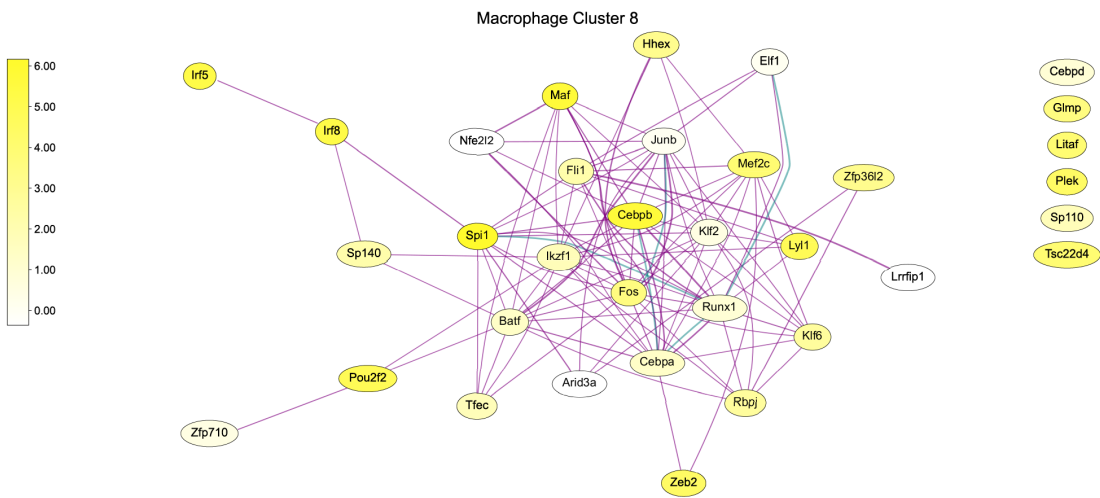 Macrophage Cluster 8
6.00
5.00
4.00
3.00
2.00
1.00
0.00
Irf5
Irf8
Maf
Hhex
Elf1
Nfe2l2
Junb
Fli1
Mef2c
Zfp36l2
Cebpb
Klf2
Spi1
Lyl1
Sp140
Ikzf1
Lrrfip1
Fos
Runx1
Batf
Klf6
Cebpa
Pou2f2
Arid3a
Tfec
Rbpj
Zfp710
Zeb2
Cebpd
Glmp
Litaf
Plek
Sp110
Tsc22d4